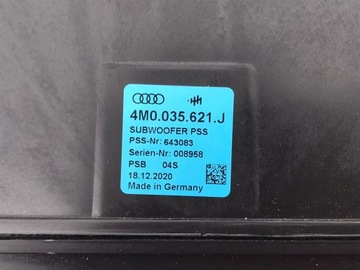 4M0.035.621.J
SUBWOOFER PSS
PSS-Nr: 643083
Serien-Nr: 008958
PSB 04S
18.12.2020
Made in Germany